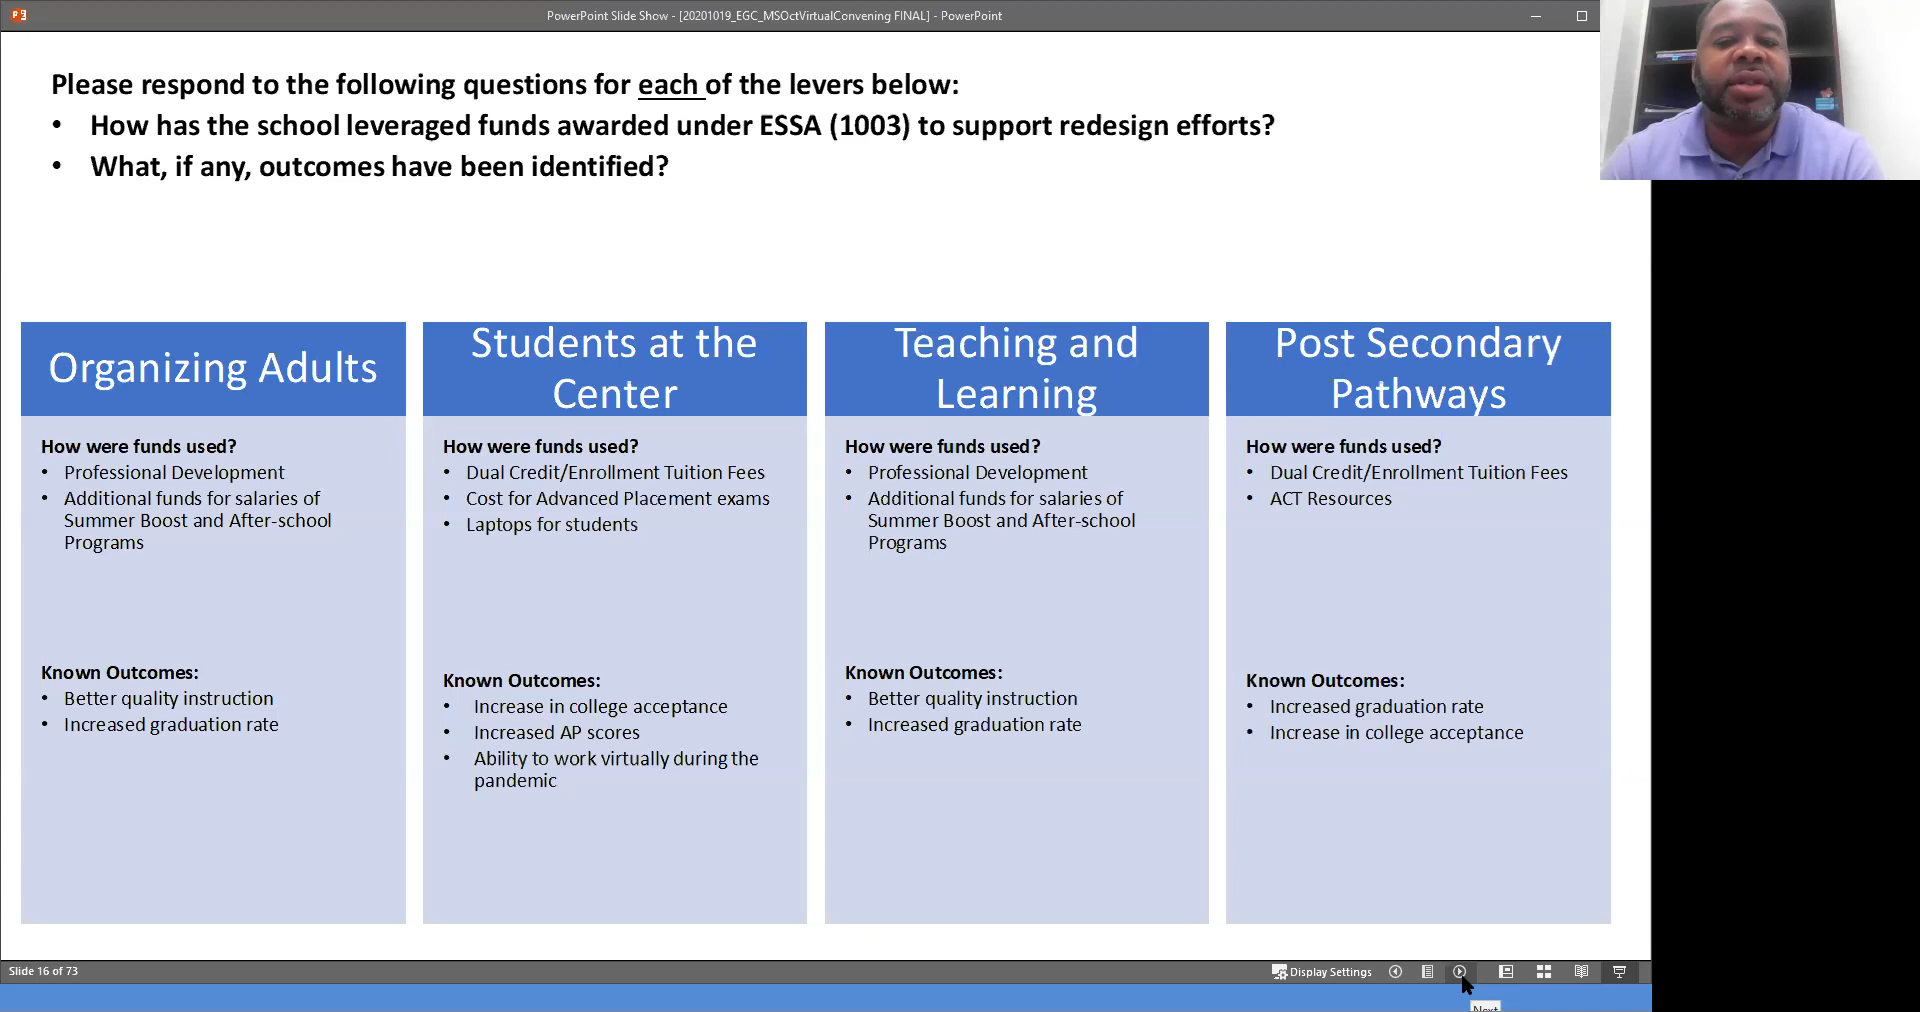 PowerPoint Slide Show - [20201019_EGC_MSOctVirtualConvening FINAL] - PowerPoint
Please respond to the following questions for each of the levers below:
• How has the school leveraged funds awarded under ESSA (1003) to support redesign efforts?
• What, if any, outcomes have been identified?
Organizing Adults
How were funds used?
• Professional Development
• Additional funds for salaries of
Summer Boost and After-school
Programs
Known Outcomes:
• Better quality instruction
• Increased graduation rate
Students at the
Center
How were funds used?
• Dual Credit/Enrollment Tuition Fees
• Cost for Advanced Placement exams
• Laptops for students
Known Outcomes:
• Increase in college acceptance
• Increased AP scores
• Ability to work virtually during the
pandemic
Teaching and
Learning
How were funds used?
• Professional Development
• Additional funds for salaries of
Summer Boost and After-school
Programs
Known Outcomes:
• Better quality instruction
• Increased graduation rate
Post Secondary
Pathways
How were funds used?
• Dual Credit/Enrollment Tuition Fees
• ACT Resources
Known Outcomes:
• Increased graduation rate
• Increase in college acceptance
Slide 16 of 73
Display Settings
Next